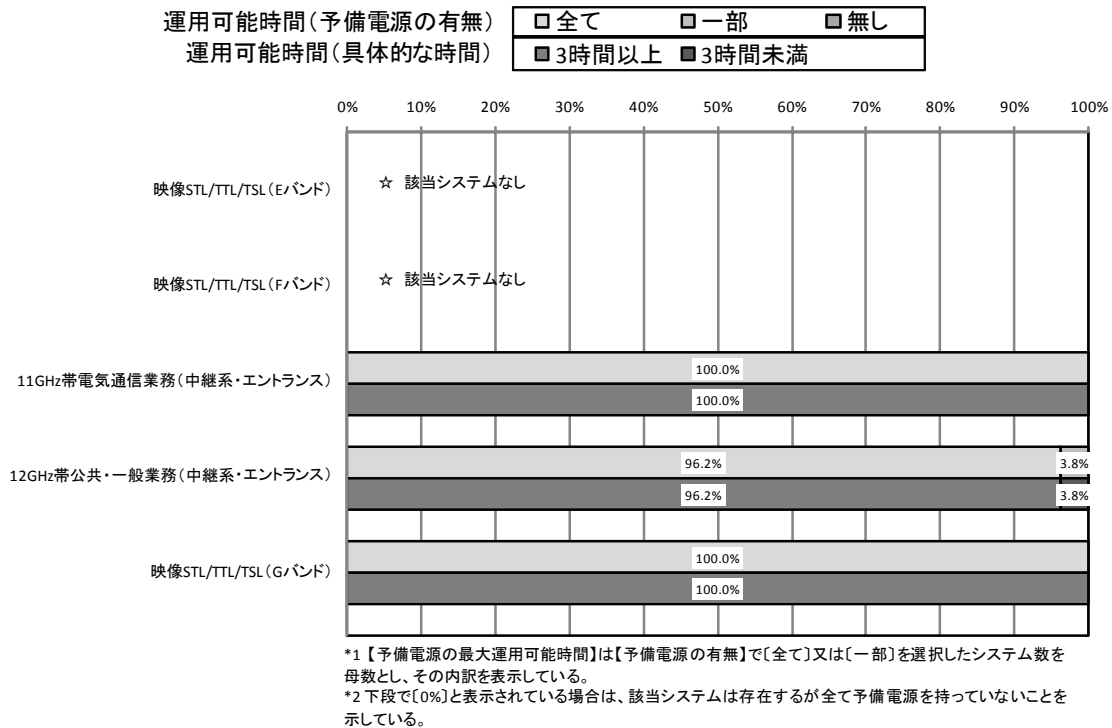 運用可能時間(予備電源の有無) 全て 一部 無し
運用可能時間(具体的な時間) 3時間以上 3時間未満
0% 10% 20% 30% 40% 50% 60% 70% 80% 90% 100%
映像STL/TTL/TSL(Eバンド) ☆ 該当システムなし
映像STL/TTL/TSL(Fバンド) ☆ 該当システムなし
100.0%
11GHz帯電気通信業務(中継系・エントランス)
100.0%
96.2% 3.8%
12GHz帯公共・一般業務(中継系・エントランス)
96.2% 3.8%
100.0%
映像STL/TTL/TSL(Gバンド)
100.0%
*1 【予備電源の最大運用可能時間】は【予備電源の有無】で〔全て〕又は〔一部〕を選択したシステム数を
母数とし、その内訳を表示している。
*2 下段で〔0%〕と表示されている場合は、該当システムは存在するが全て予備電源を持っていないことを
示している。